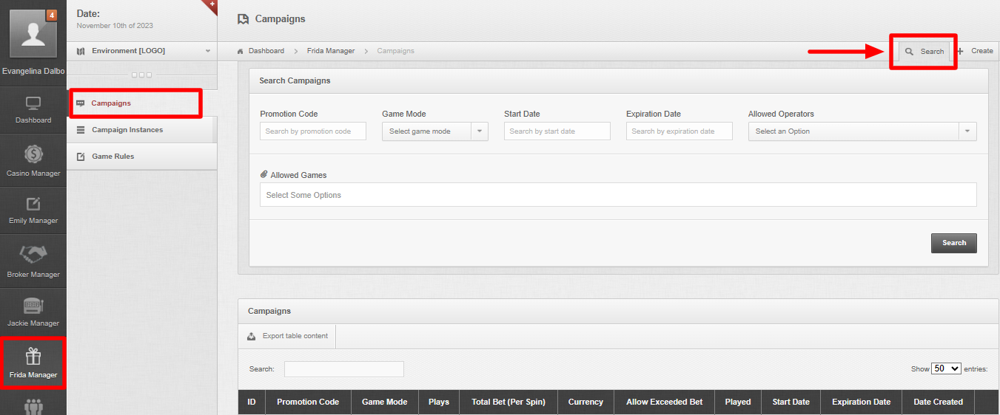 4
Evangelina Dalbo
Dashboard
Casino Manager
Emily Manager
Broker Manager
Jackie Manager
Frida Manager
Date:
November 10th of 2023
+
Environment [LOGO]
Campaigns
Campaign Instances
Game Rules
Campaigns
Dashboard > Frida Manager > Campaigns
Search + Create
Search Campaigns
Promotion Code Game Mode Start Date Expiration Date Allowed Operators
Search by promotion code Select game mode Search by start date Search by expiration date Select an Option
Allowed Games
Select Some Options
Search
Campaigns
Export table content
Search: Show 50 entries:
ID Promotion Code Game Mode Plays Total Bet (Per Spin) Currency Allow Exceeded Bet Played Start Date Expiration Date Date Created